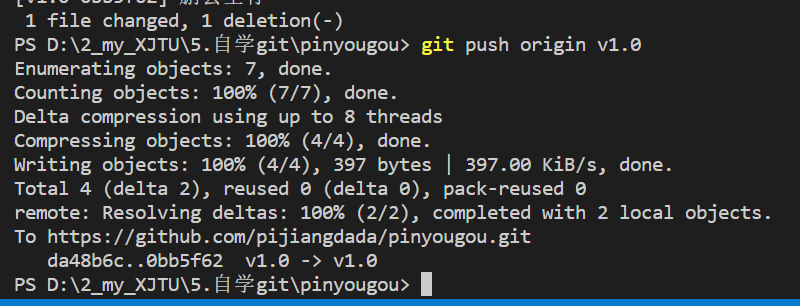 1 file changed, 1 deletion(-)
PS D:\2_my_XJTU\5.自学git\pinyougou> git push origin v1.0
Enumerating objects: 7, done.
Counting objects: 100% (7/7), done.
Delta compression using up to 8 threads
Compressing objects: 100% (4/4), done.
Writing objects: 100% (4/4), 397 bytes | 397.00 KiB/s, done.
Total 4 (delta 2), reused 0 (delta 0), pack-reused 0
remote: Resolving deltas: 100% (2/2), completed with 2 local objects.
To https://github.com/pijiangdada/pinyougou.git
   da48b6c..0bb5f62  v1.0 -> v1.0
PS D:\2_my_XJTU\5.自学git\pinyougou>